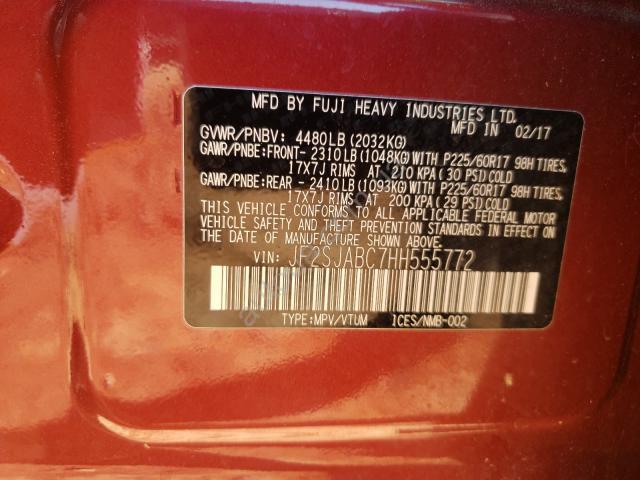 MFD BY FUJI HEAVY INDUSTRIES LTD.
MFD IN 02/17
GVWR/PNBV: 4480LB(2032KG)
GAWR/PNBE:FRONT- 2310LB(1048KG)WITH P225/60R17 98H TIRES,
17X7J RIMS AT 210 KPA(30 PSI)COLD
GAWR/PNBE:REAR - 2410LB(1093KG)WITH P225/60R17 98H TIRES,
17X7J RIMS AT 200 KPA(29 PSI)COLD
THIS VEHICLE CONFORMS TO ALL APPLICABLE FEDERAL MOTOR
VEHICLE SAFETY AND THEFT PREVENTION STANDARDS IN EFFECT ON
THE DATE OF MANUFACTURE SHOWN ABOVE.
VIN: JF2SJABC7HH555772
TYPE:MPV/VTUM ICES/NMB-002